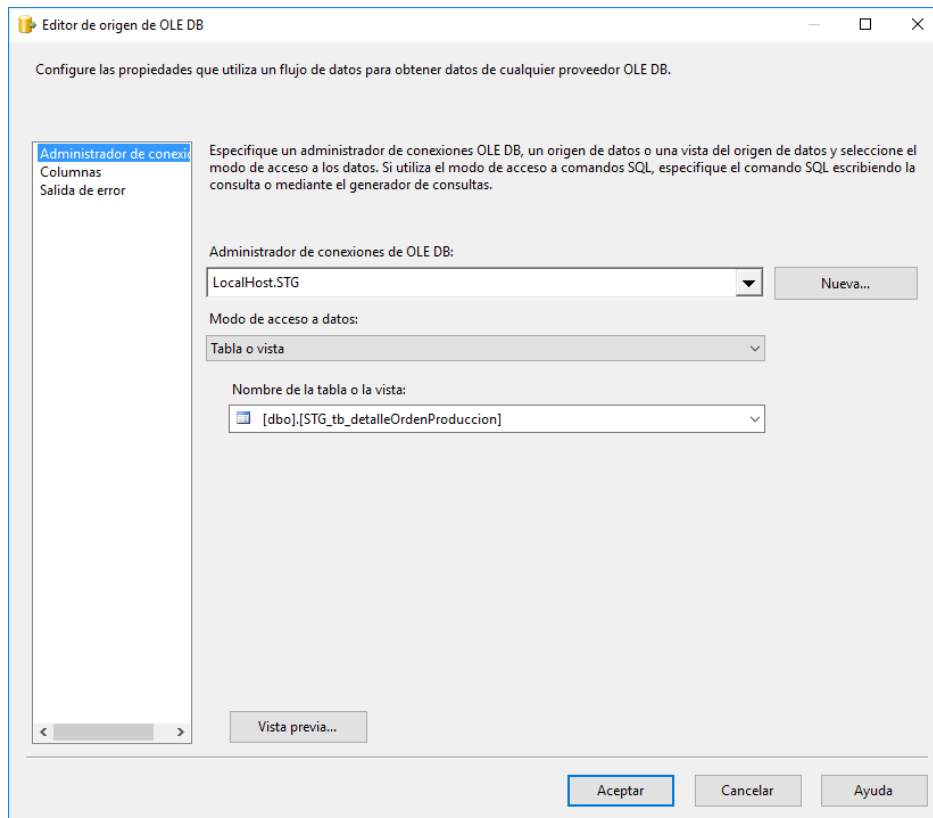 Editor de origen de OLE DB
Configure las propiedades que utiliza un flujo de datos para obtener datos de cualquier proveedor OLE DB.
Administrador de conexi
Columnas
Salida de error
Especifique un administrador de conexiones OLE DB, un origen de datos o una vista del origen de datos y seleccione el
modo de acceso a los datos. Si utiliza el modo de acceso a comandos SQL, especifique el comando SQL escribiendo la
consulta o mediante el generador de consultas.
Administrador de conexiones de OLE DB:
LocalHost.STG
Nueva...
Modo de acceso a datos:
Tabla o vista
Nombre de la tabla o la vista:
[dbo].[STG_tb_detalleOrdenProduccion]
Vista previa...
Aceptar
Cancelar
Ayuda